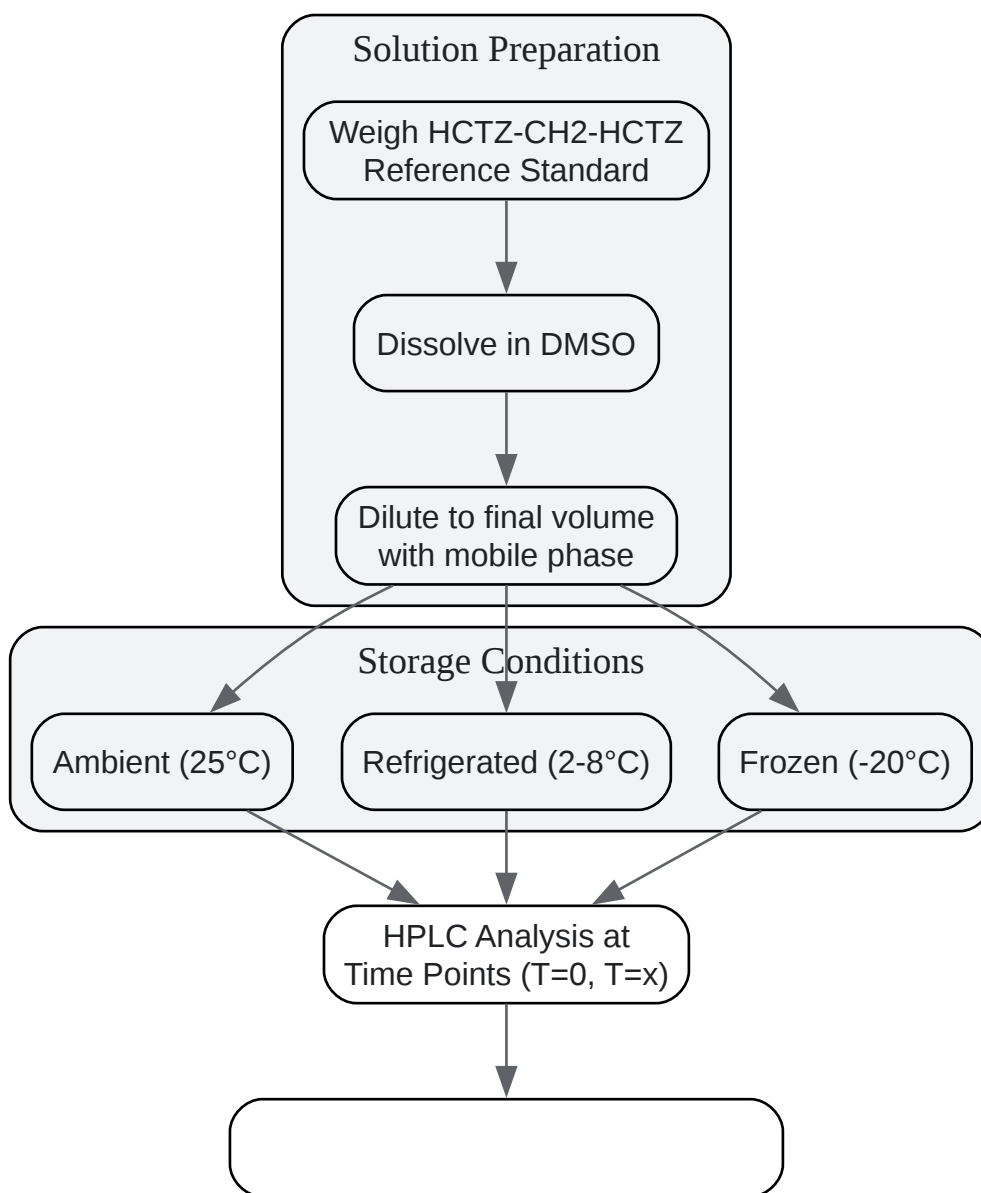 Solution Preparation
Weigh HCTZ-CH2-HCTZ
Reference Standard
Dissolve in DMSO
Dilute to final volume
with mobile phase
Storage Conditions
Ambient (25°C)
Refrigerated (2-8°C)
Frozen (-20°C)
HPLC Analysis at
Time Points (T=0, T=x)